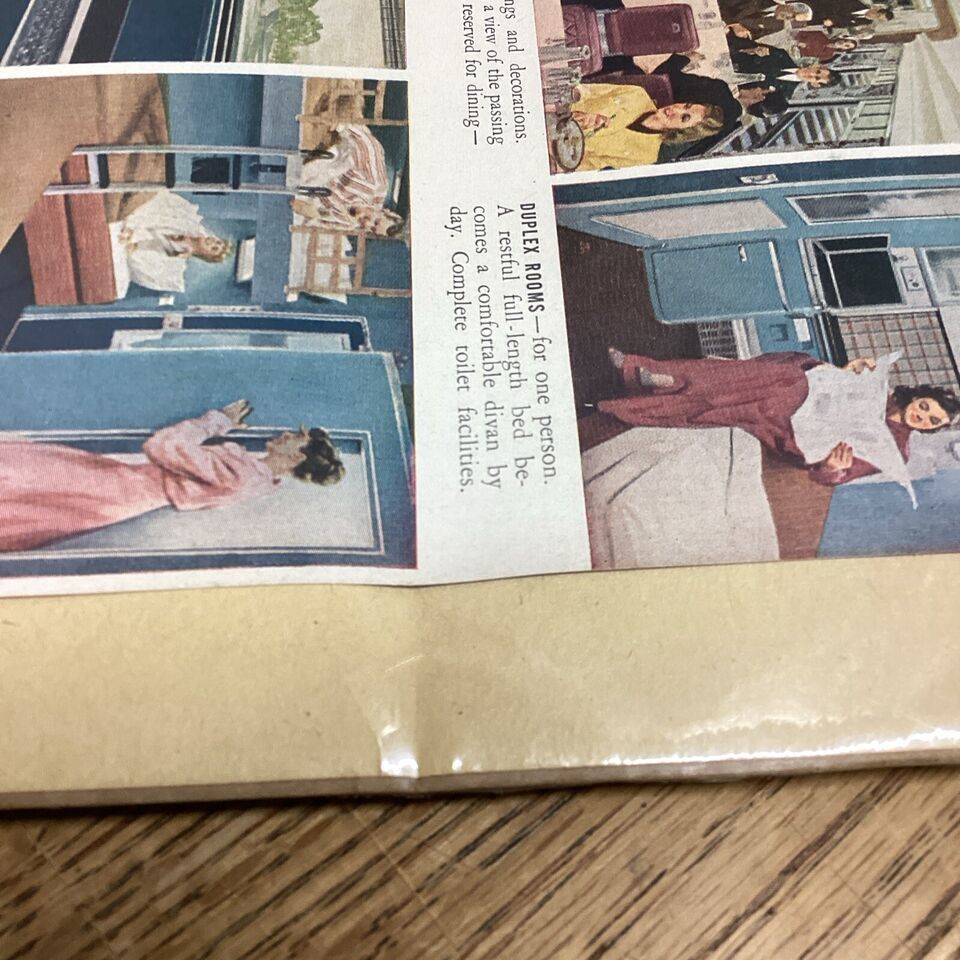 ngs and decorations.
a view of the passing
reserved for dining—
DUPLEX ROOMS—for one person.
A restful full-length bed be-
comes a comfortable divan by
day. Complete toilet facilities.